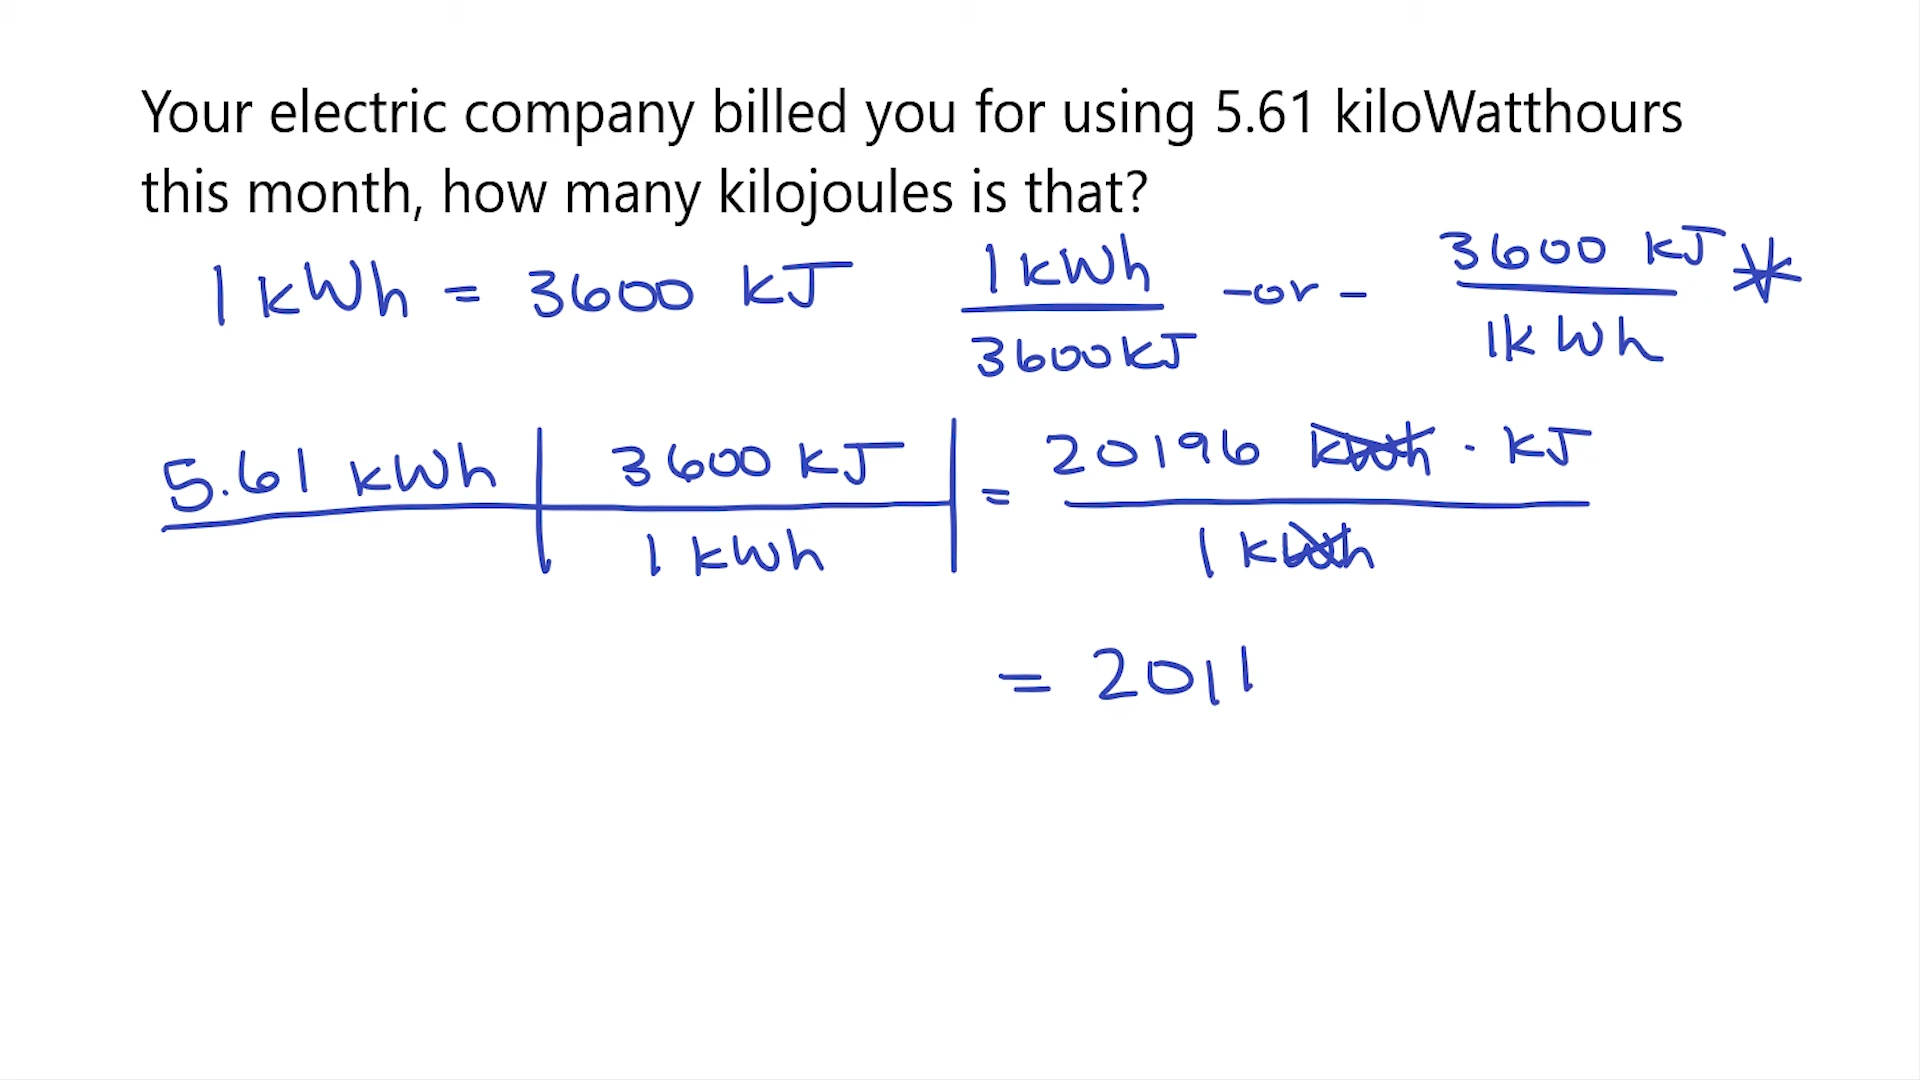 Your electric company billed you for using 5.61 kiloWatthours
this month, how many kilojoules is that?
1 kWh = 3600 kJ 1 kWh / 3600 kJ -or- 3600 kJ / 1 kWh *
5.61 kWh | 3600 kJ / 1 kWh | = 20196 kWh · kJ / 1 kWh
= 2011